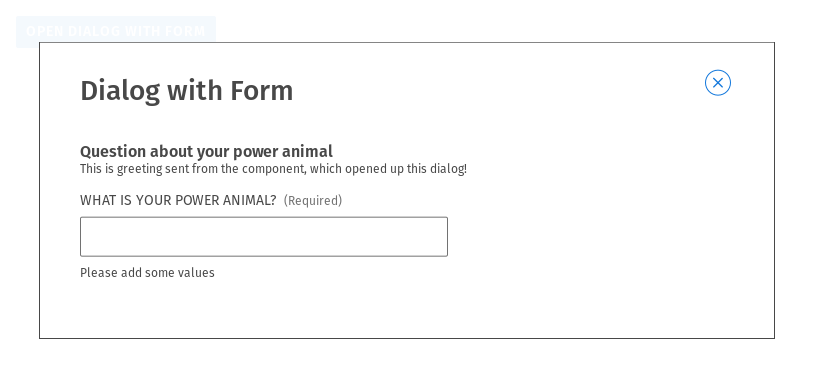 OPEN DIALOG WITH FORM
Dialog with Form
Question about your power animal
This is greeting sent from the component, which opened up this dialog!
WHAT IS YOUR POWER ANIMAL? (Required)
Please add some values